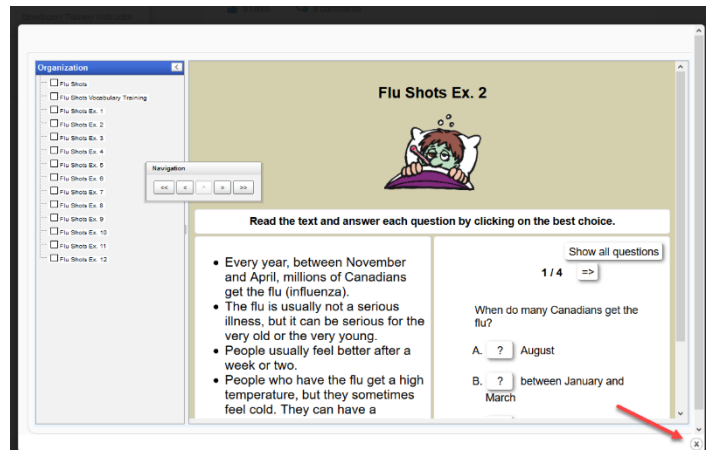 Organization
<
Flu Shots
Flu Shots Vocabulary Training
Flu Shots Ex. 1
Flu Shots Ex. 2
Flu Shots Ex. 3
Flu Shots Ex. 4
Flu Shots Ex. 5
Flu Shots Ex. 6
Flu Shots Ex. 7
Flu Shots Ex. 8
Flu Shots Ex. 9
Flu Shots Ex. 10
Flu Shots Ex. 11
Flu Shots Ex. 12
Navigation
<< < ^ > >>
Flu Shots Ex. 2
Read the text and answer each question by clicking on the best choice.
• Every year, between November
and April, millions of Canadians
get the flu (influenza).
• The flu is usually not a serious
illness, but it can be serious for the
very old or the very young.
• People usually feel better after a
week or two.
• People who have the flu get a high
temperature, but they sometimes
feel cold. They can have a
Show all questions
1 / 4 =>
When do many Canadians get the
flu?
A. ? August
B. ? between January and
March
x